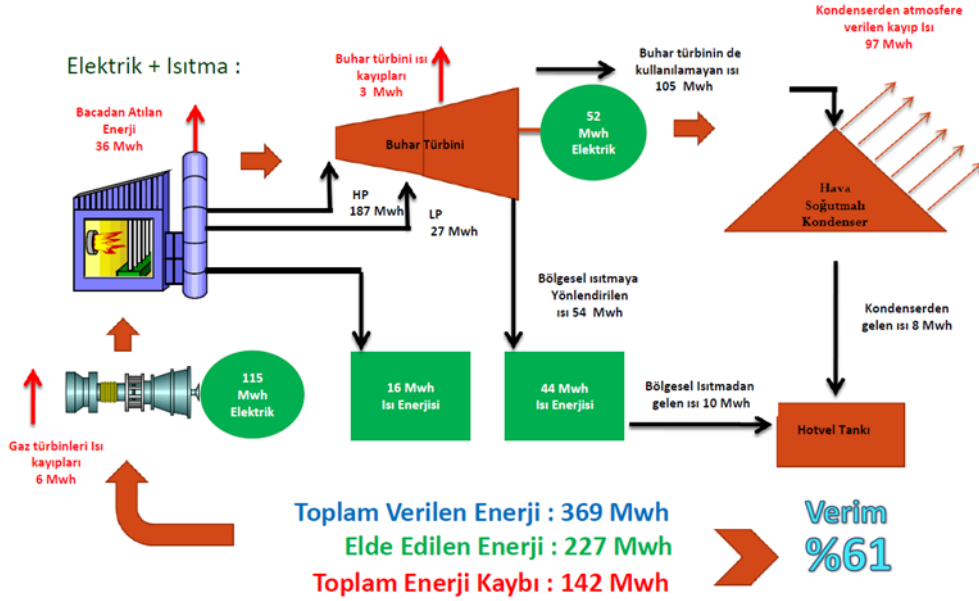 Elektrik + Isıtma :
Bacadan Atılan
Enerji
36 Mwh
Buhar türbini ısı
kayıpları
3 Mwh
Buhar Türbini
52
Mwh
Elektrik
Buhar türbinin de
kullanılamayan ısı
105 Mwh
Kondenserden atmosfere
verilen kayıp Isı
97 Mwh
Hava
Soğutmalı
Kondenser
HP
187 Mwh
LP
27 Mwh
Bölgesel ısıtmaya
Yönlendirilen
ısı 54 Mwh
Kondenserden
gelen ısı 8 Mwh
115
Mwh
Elektrik
16 Mwh
Isı Enerjisi
44 Mwh
Isı Enerjisi
Bölgesel Isıtmadan
gelen ısı 10 Mwh
Hotvel Tankı
Gaz türbinleri Isı
kayıpları
6 Mwh
Toplam Verilen Enerji : 369 Mwh
Elde Edilen Enerji : 227 Mwh
Toplam Enerji Kaybı : 142 Mwh
Verim
%61